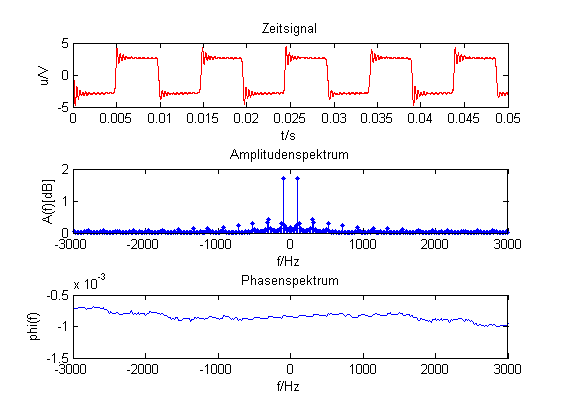 Zeitsignal
5
0
-5
u/V
0 0.005 0.01 0.015 0.02 0.025 0.03 0.035 0.04 0.045 0.05
t/s
Amplitudenspektrum
2
1
0
A(f)[dB]
-3000 -2000 -1000 0 1000 2000 3000
f/Hz
Phasenspektrum
x 10^-3
-0.5
-1
-1.5
phi(f)
-3000 -2000 -1000 0 1000 2000 3000
f/Hz